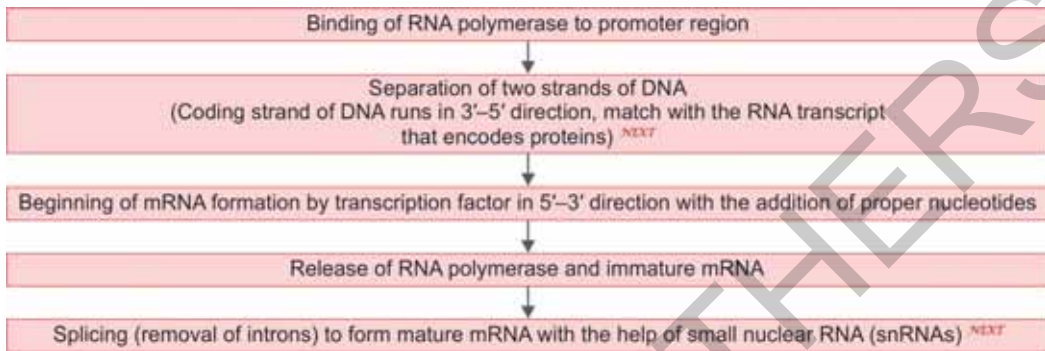 Binding of RNA polymerase to promoter region
Separation of two strands of DNA
(Coding strand of DNA runs in 3′–5′ direction, match with the RNA transcript
that encodes proteins) NEXT
Beginning of mRNA formation by transcription factor in 5′–3′ direction with the addition of proper nucleotides
Release of RNA polymerase and immature mRNA
Splicing (removal of introns) to form mature mRNA with the help of small nuclear RNA (snRNAs) NEXT
THERS